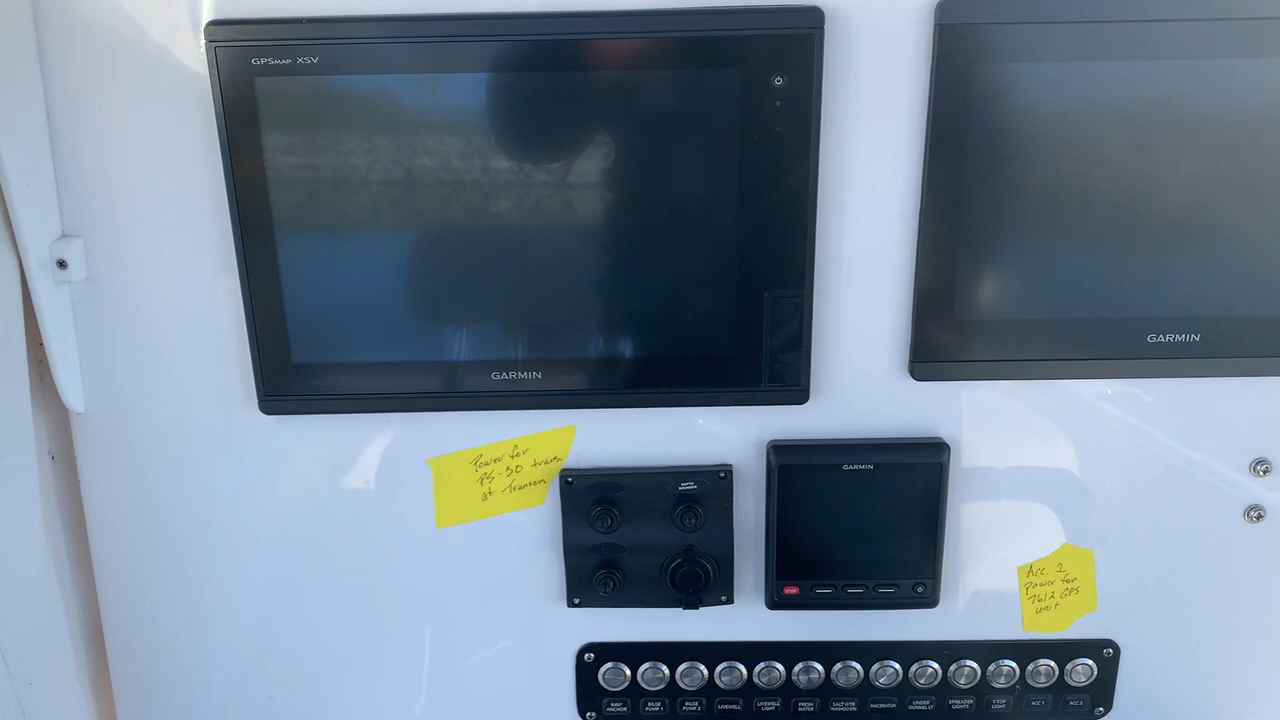 GPSMAP XSV
GARMIN
GARMIN
Power for
PS-30
at Transom
DEPTH
SOUNDER
GARMIN
STOP
Acc. 1
Power for
7612 GPS
unit.
NAV/
ANCHOR
BILGE
PUMP 1
BILGE
PUMP 2
LIVEWELL
LIVEWELL
LIGHT
FRESH
WATER
SALT WTR
WASHDOWN
MACERATOR
UNDER
GUNNEL LT
SPREADER
LIGHTS
T-TOP
LIGHT
ACC 1
ACC 2